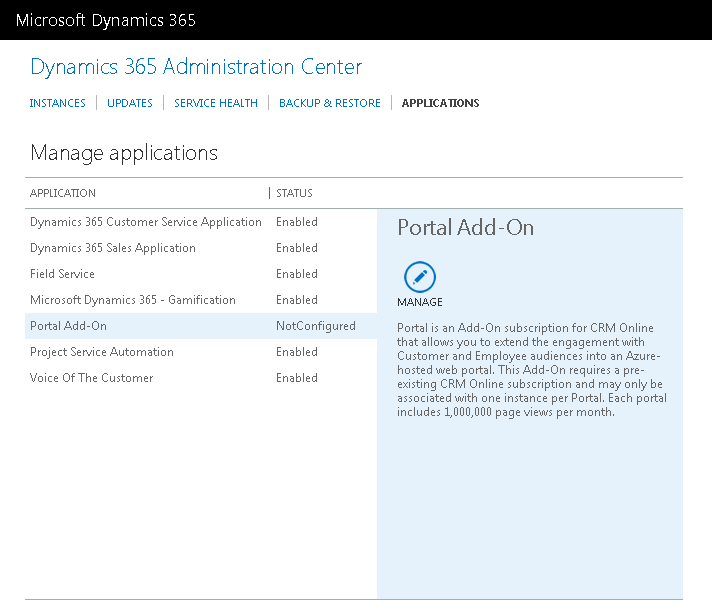 Microsoft Dynamics 365
Dynamics 365 Administration Center
INSTANCES UPDATES SERVICE HEALTH BACKUP & RESTORE APPLICATIONS
Manage applications
APPLICATION STATUS
Dynamics 365 Customer Service Application Enabled
Dynamics 365 Sales Application Enabled
Field Service Enabled
Microsoft Dynamics 365 - Gamification Enabled
Portal Add-On NotConfigured
Project Service Automation Enabled
Voice Of The Customer Enabled
Portal Add-On
MANAGE
Portal is an Add-On subscription for CRM Online
that allows you to extend the engagement with
Customer and Employee audiences into an Azure-
hosted web portal. This Add-On requires a pre-
existing CRM Online subscription and may only be
associated with one instance per Portal. Each portal
includes 1,000,000 page views per month.